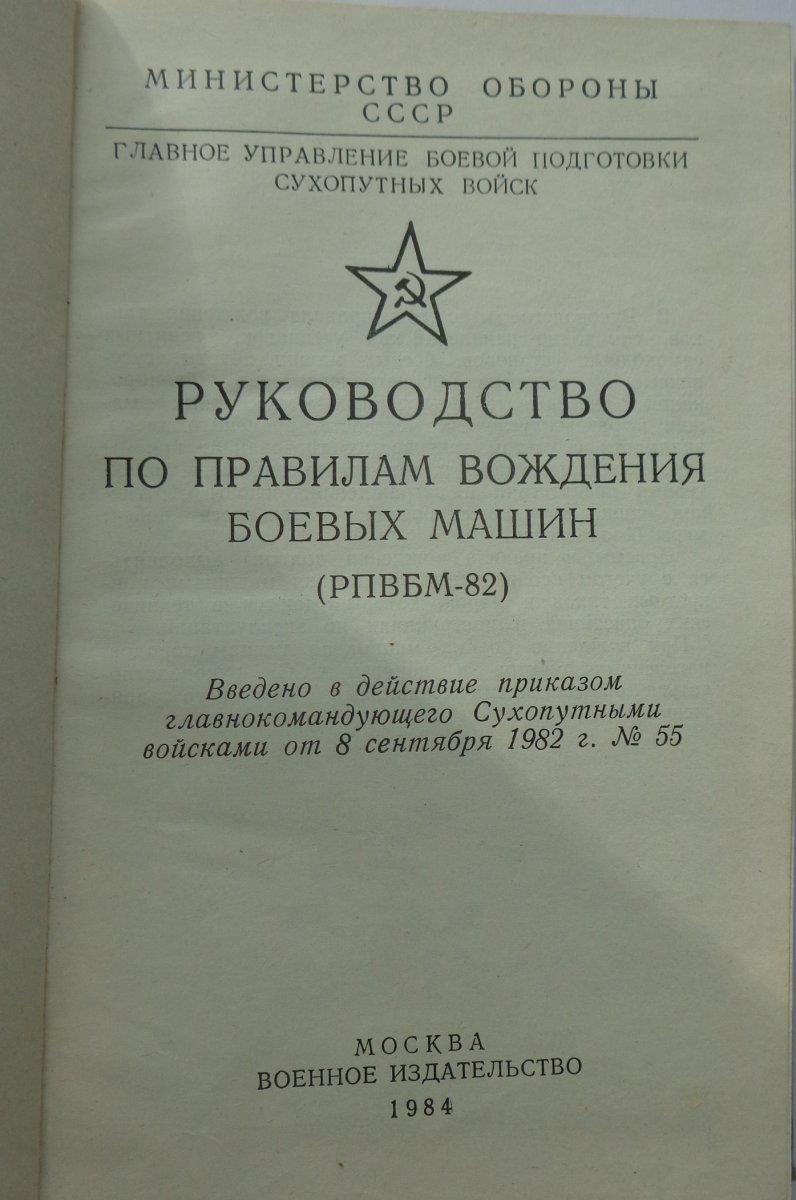 МИНИСТЕРСТВО ОБОРОНЫ
СССР
ГЛАВНОЕ УПРАВЛЕНИЕ БОЕВОЙ ПОДГОТОВКИ
СУХОПУТНЫХ ВОЙСК
РУКОВОДСТВО
ПО ПРАВИЛАМ ВОЖДЕНИЯ
БОЕВЫХ МАШИН
(РПВБМ-82)
Введено в действие приказом
главнокомандующего Сухопутными
войсками от 8 сентября 1982 г. № 55
МОСКВА
ВОЕННОЕ ИЗДАТЕЛЬСТВО
1984